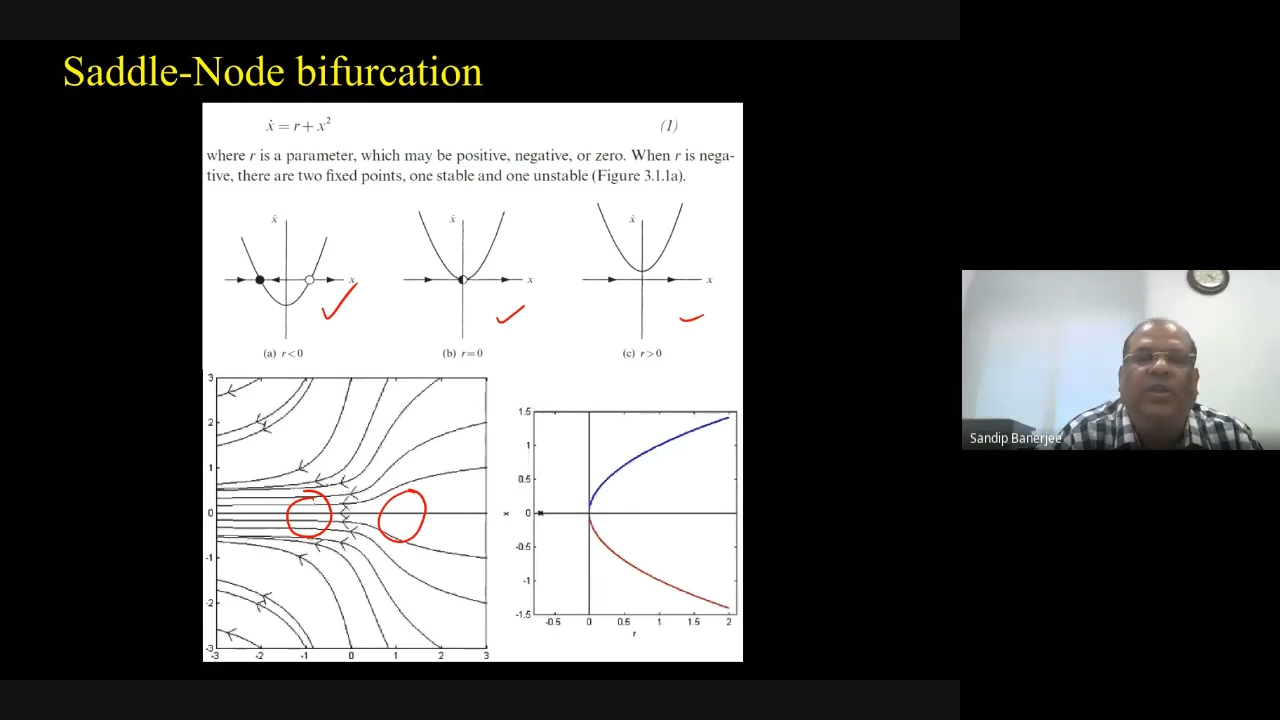 Saddle-Node bifurcation
ẋ = r + x² (1)
where r is a parameter, which may be positive, negative, or zero. When r is nega-
tive, there are two fixed points, one stable and one unstable (Figure 3.1.1a).
ẋ ẋ ẋ
x x x
(a) r<0 (b) r=0 (c) r>0
3
2
1
0
-1
-2
-3
-3 -2 -1 0 1 2 3
1.5
1
0.5
x 0
-0.5
-1
-1.5
-0.5 0 0.5 1 1.5 2
r
Sandip Banerjee